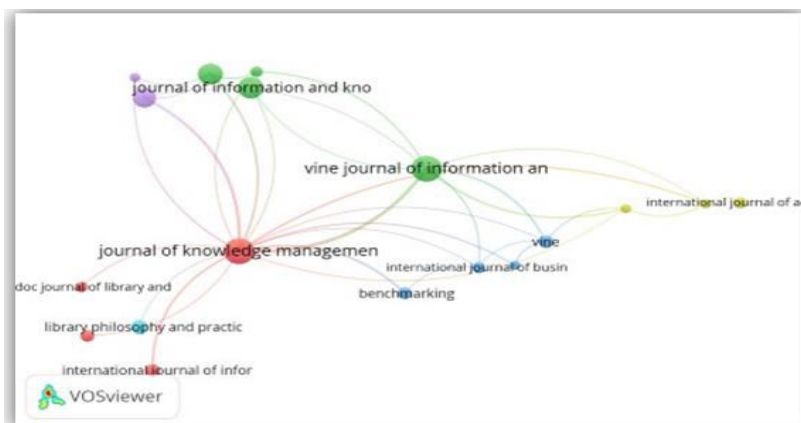 journal of information and kno
vine journal of information an
international journal of a
vine
journal of knowledge managemen
international journal of busin
doc journal of library and
benchmarking
library philosophy and practic
international journal of infor
VOSviewer